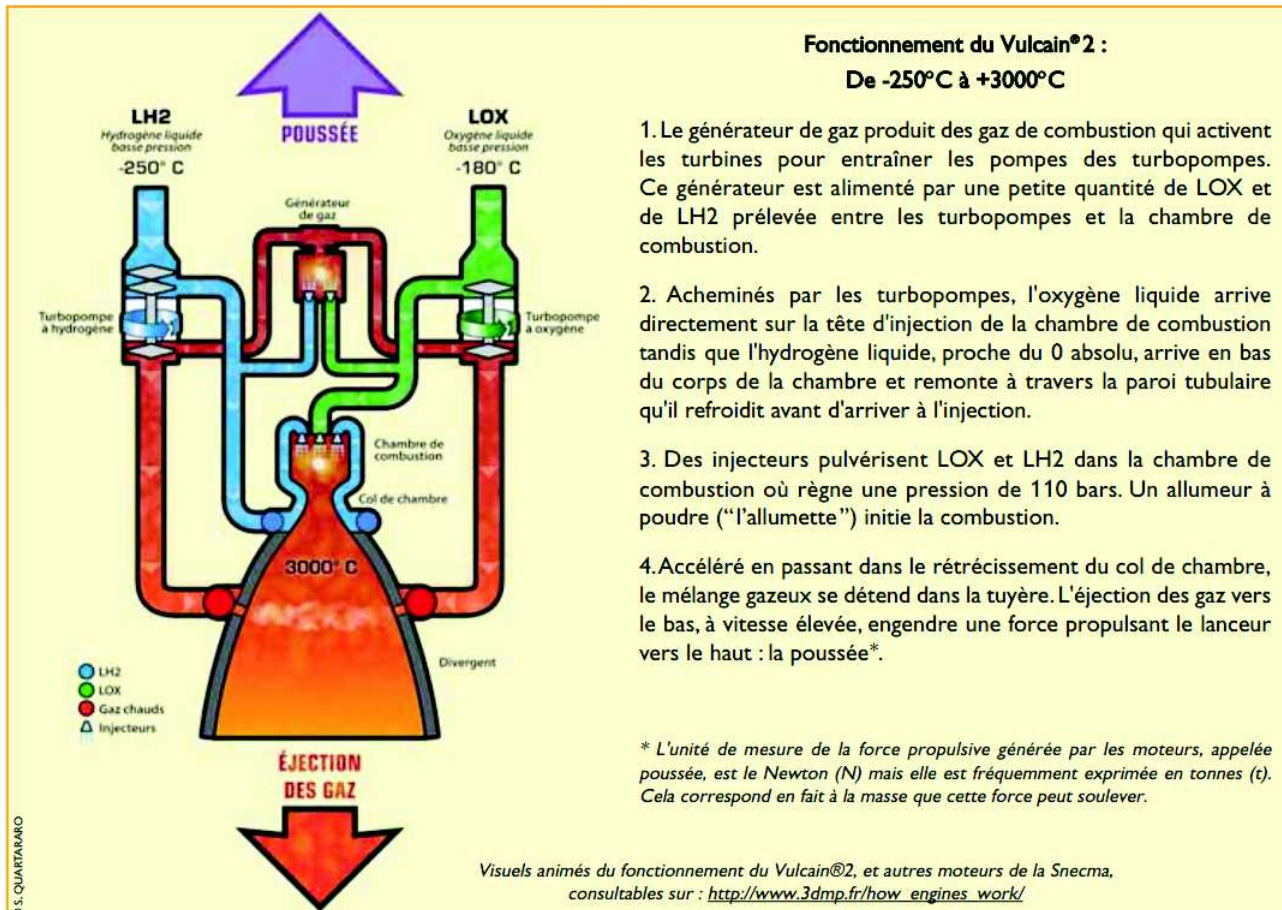 POUSSÉE
LH2
Hydrogène liquide
basse pression
-250° C
LOX
Oxygène liquide
basse pression
-180° C
Générateur
de gaz
Turbopompe
à hydrogène
Turbopompe
à oxygène
Chambre de
combustion
Col de chambre
3000° C
Divergent
LH2
LOX
Gaz chauds
Injecteurs
ÉJECTION
DES GAZ
S. QUARTARARO
Fonctionnement du Vulcain®2 :
De -250°C à +3000°C
1. Le générateur de gaz produit des gaz de combustion qui activent
les turbines pour entraîner les pompes des turbopompes.
Ce générateur est alimenté par une petite quantité de LOX et
de LH2 prélevée entre les turbopompes et la chambre de
combustion.
2. Acheminés par les turbopompes, l'oxygène liquide arrive
directement sur la tête d'injection de la chambre de combustion
tandis que l'hydrogène liquide, proche du 0 absolu, arrive en bas
du corps de la chambre et remonte à travers la paroi tubulaire
qu'il refroidit avant d'arriver à l'injection.
3. Des injecteurs pulvérisent LOX et LH2 dans la chambre de
combustion où règne une pression de 110 bars. Un allumeur à
poudre (“l'allumette”) initie la combustion.
4. Accéléré en passant dans le rétrécissement du col de chambre,
le mélange gazeux se détend dans la tuyère. L'éjection des gaz vers
le bas, à vitesse élevée, engendre une force propulsant le lanceur
vers le haut : la poussée*.
* L'unité de mesure de la force propulsive générée par les moteurs, appelée
poussée, est le Newton (N) mais elle est fréquemment exprimée en tonnes (t).
Cela correspond en fait à la masse que cette force peut soulever.
Visuels animés du fonctionnement du Vulcain®2, et autres moteurs de la Snecma,
consultables sur : http://www.3dmp.fr/how_engines_work/